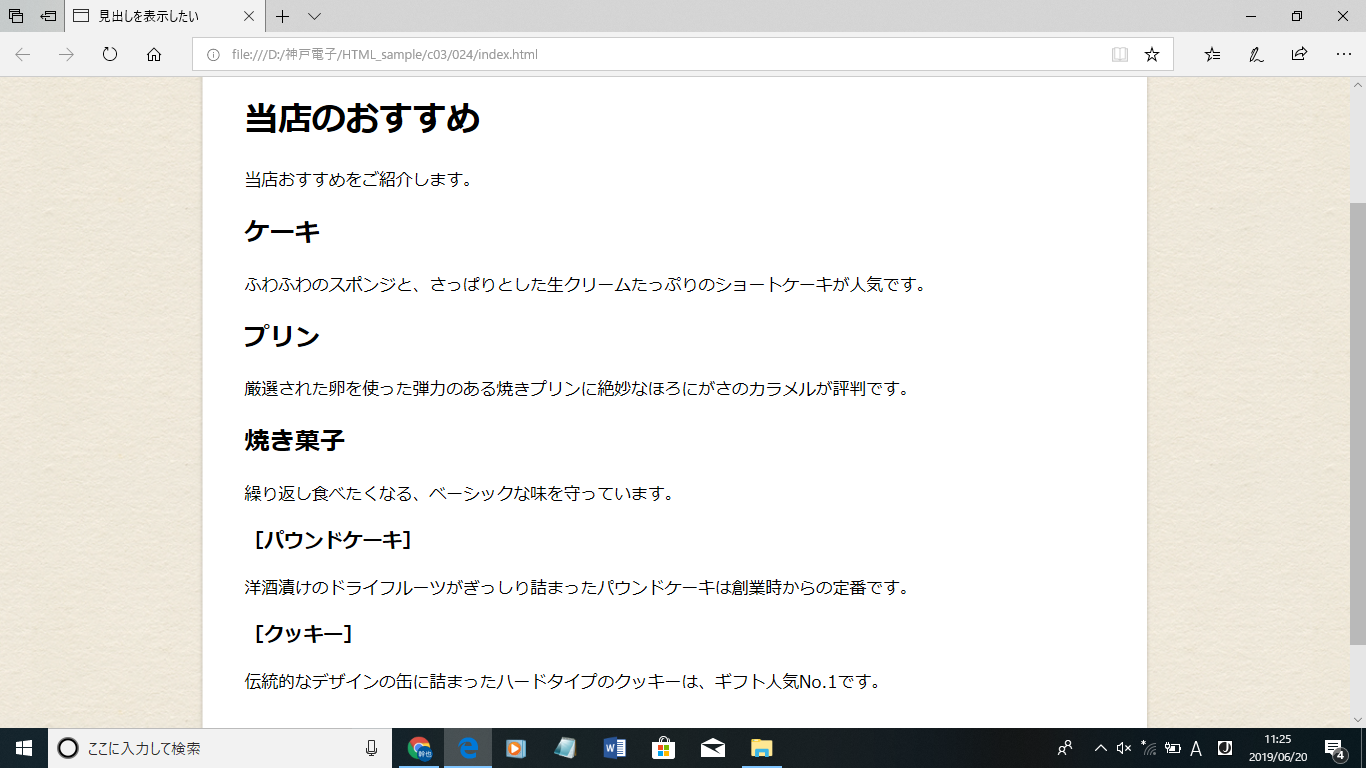 見出しを表示したい
file:///D:/神戸電子/HTML_sample/c03/024/index.html
当店のおすすめ
当店おすすめをご紹介します。
ケーキ
ふわふわのスポンジと、さっぱりとした生クリームたっぷりのショートケーキが人気です。
プリン
厳選された卵を使った弾力のある焼きプリンに絶妙なほろにがさのカラメルが評判です。
焼き菓子
繰り返し食べたくなる、ベーシックな味を守っています。
［パウンドケーキ］
洋酒漬けのドライフルーツがぎっしり詰まったパウンドケーキは創業時からの定番です。
［クッキー］
伝統的なデザインの缶に詰まったハードタイプのクッキーは、ギフト人気No.1です。
ここに入力して検索
A
11:25
2019/06/20
4